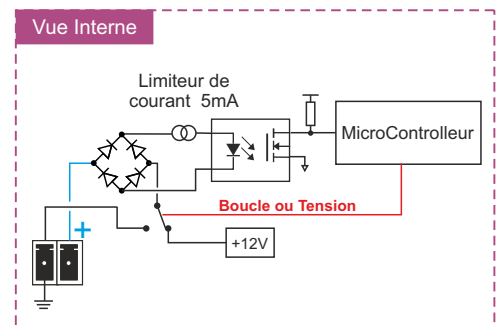 Vue Interne
Limiteur de
courant 5mA
MicroControlleur
Boucle ou Tension
+
+12V